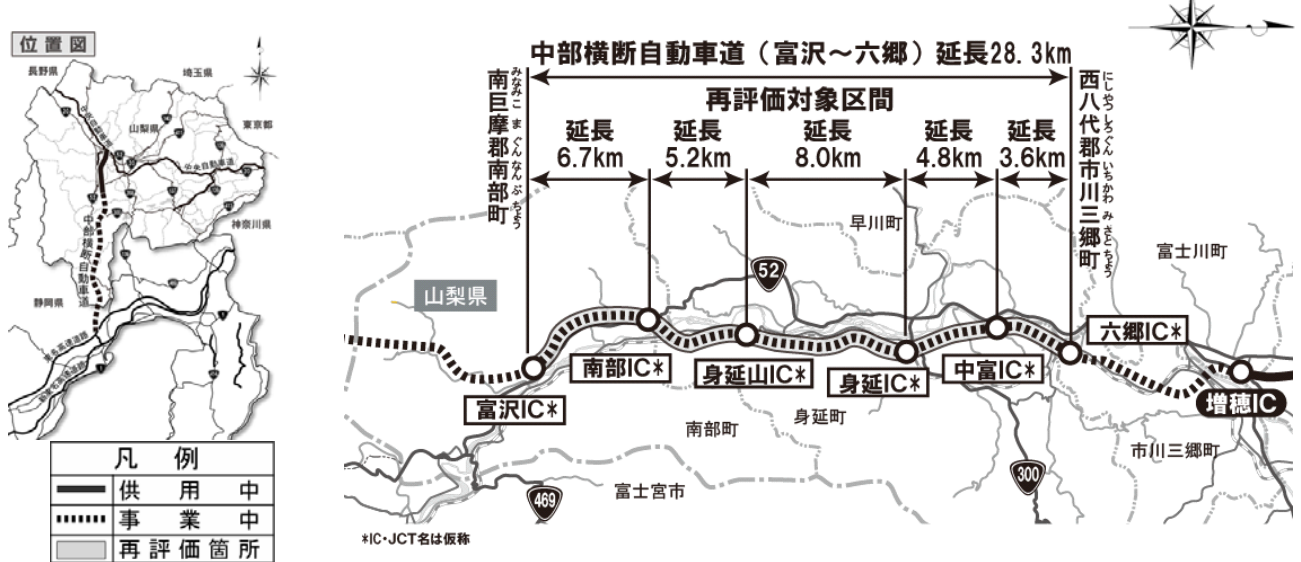 位置図
長野県
埼玉県
山梨県
東京都
中央自動車道
神奈川県
中部横断自動車道
静岡県
凡例
供用中
事業中
再評価箇所
中部横断自動車道（富沢～六郷）延長28.3km
再評価対象区間
南巨摩郡南部町
みなみこまぐんなんぶちょう
西八代郡市川三郷町
にしやつしろぐんいちかわみさとちょう
延長
6.7km
延長
5.2km
延長
8.0km
延長
4.8km
延長
3.6km
早川町
富士川町
52
山梨県
六郷IC*
南部IC*
身延山IC*
身延IC*
中富IC*
富沢IC*
増穂IC
南部町
身延町
市川三郷町
300
469
富士宮市
*IC・JCT名は仮称